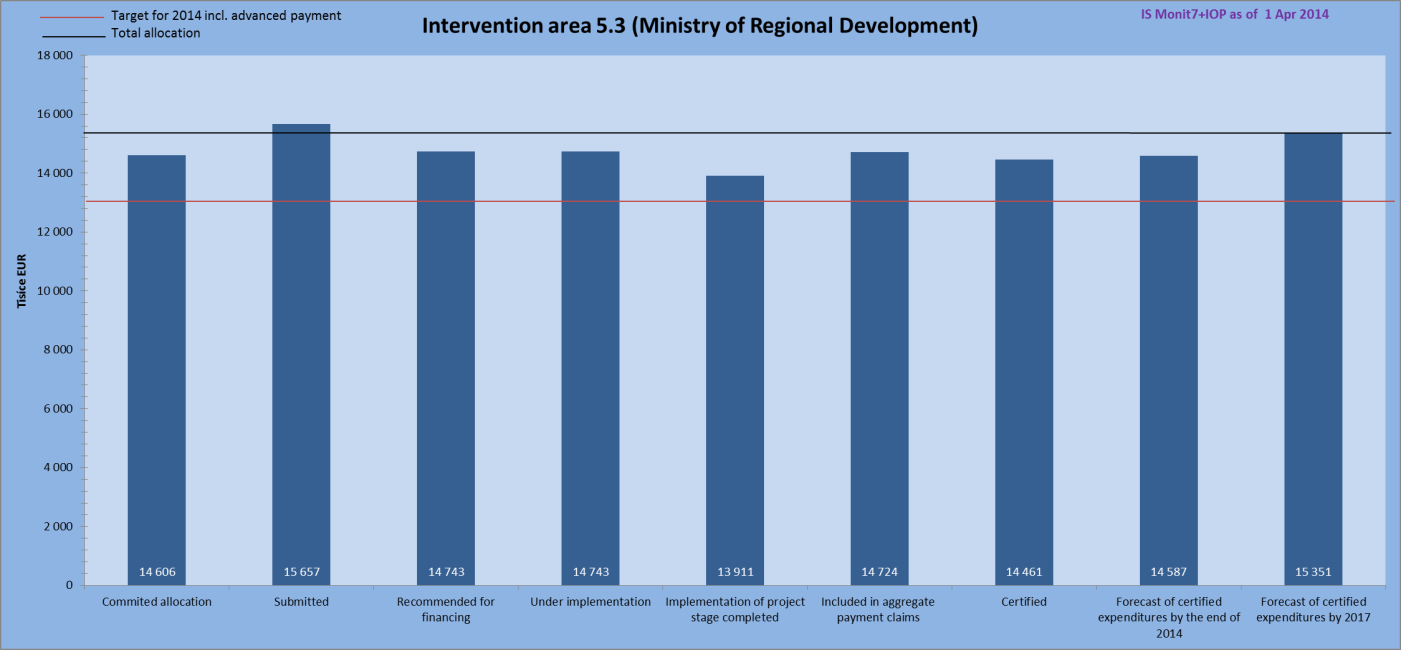 Target for 2014 incl. advanced payment
Total allocation
Intervention area 5.3 (Ministry of Regional Development)
IS Monit7+IOP as of 1 Apr 2014
Tisíce EUR
18 000
16 000
14 000
12 000
10 000
8 000
6 000
4 000
2 000
0
14 606
15 657
14 743
14 743
13 911
14 724
14 461
14 587
15 351
Commited allocation
Submitted
Recommended for
financing
Under implementation
Implementation of project
stage completed
Included in aggregate
payment claims
Certified
Forecast of certified
expenditures by the end of
2014
Forecast of certified
expenditures by 2017